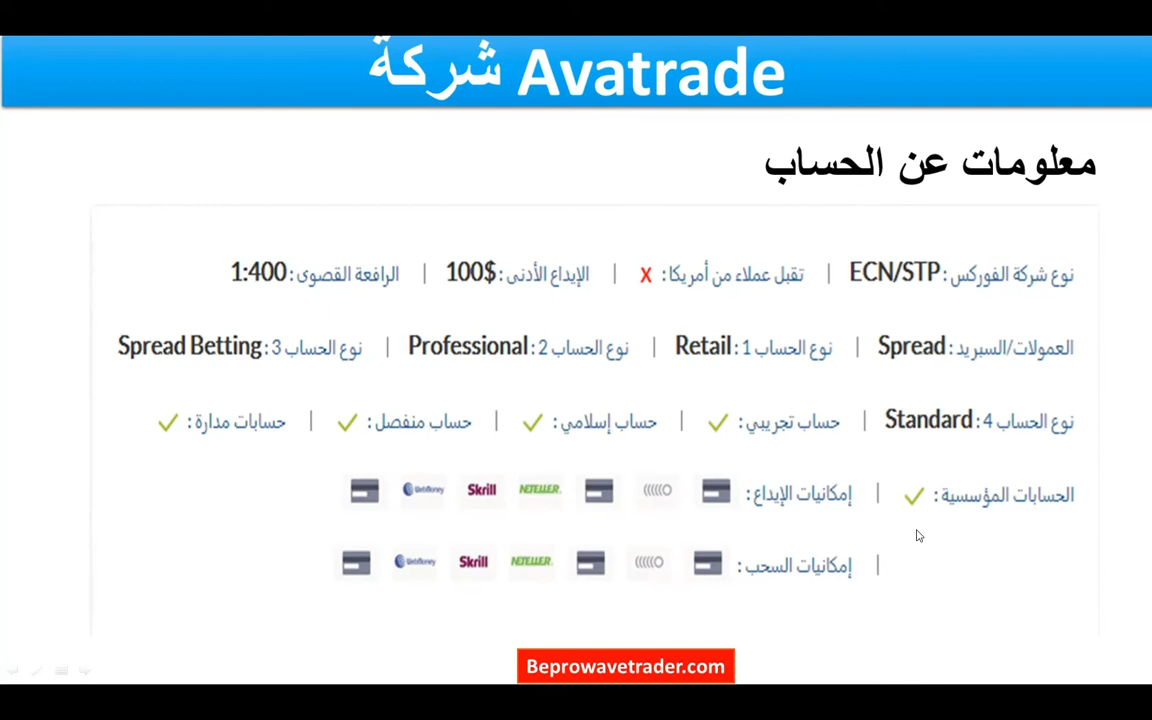 شركة Avatrade
معلومات عن الحساب
نوع شركة الفوركس : ECN/STP | تقبل عملاء من أمريكا : X | الإيداع الأدنى : 100$ | الرافعة القصوى : 1:400
العمولات/السبريد : Spread | نوع الحساب 1 : Retail | نوع الحساب 2 : Professional | نوع الحساب 3 : Spread Betting
نوع الحساب 4 : Standard | حساب تجريبي : ✓ | حساب إسلامي : ✓ | حساب منفصل : ✓ | حسابات مدارة : ✓
الحسابات المؤسسية : ✓ | إمكانيات الإيداع : NETELLER Skrill WebMoney
| إمكانيات السحب : NETELLER Skrill WebMoney
Beprowavetrader.com